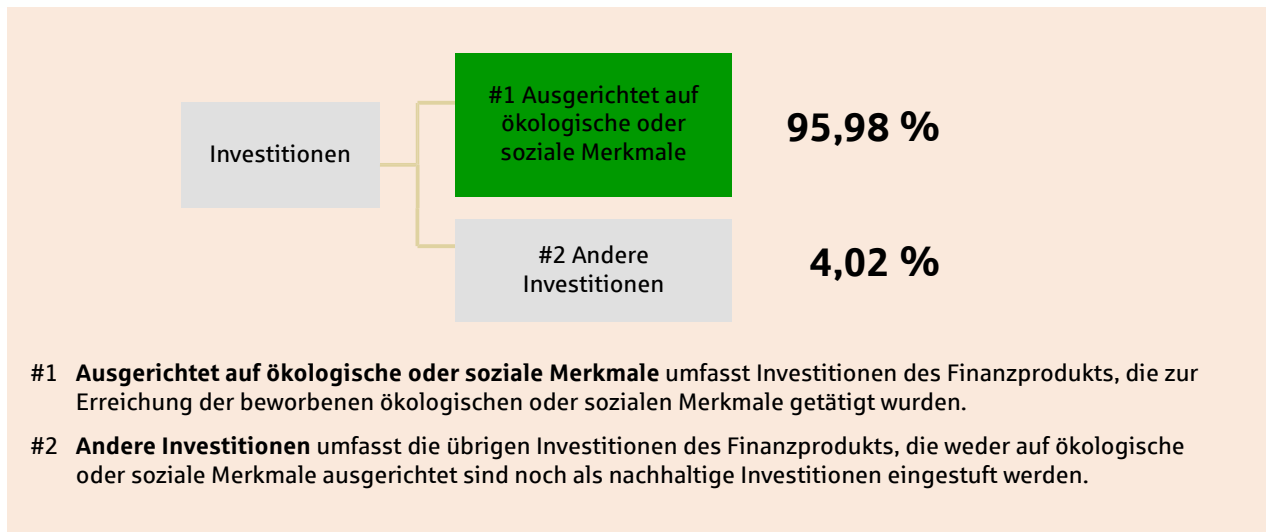 Investitionen
#1 Ausgerichtet auf
ökologische oder
soziale Merkmale
95,98 %
#2 Andere
Investitionen
4,02 %
#1 Ausgerichtet auf ökologische oder soziale Merkmale umfasst Investitionen des Finanzprodukts, die zur
Erreichung der beworbenen ökologischen oder sozialen Merkmale getätigt wurden.
#2 Andere Investitionen umfasst die übrigen Investitionen des Finanzprodukts, die weder auf ökologische
oder soziale Merkmale ausgerichtet sind noch als nachhaltige Investitionen eingestuft werden.